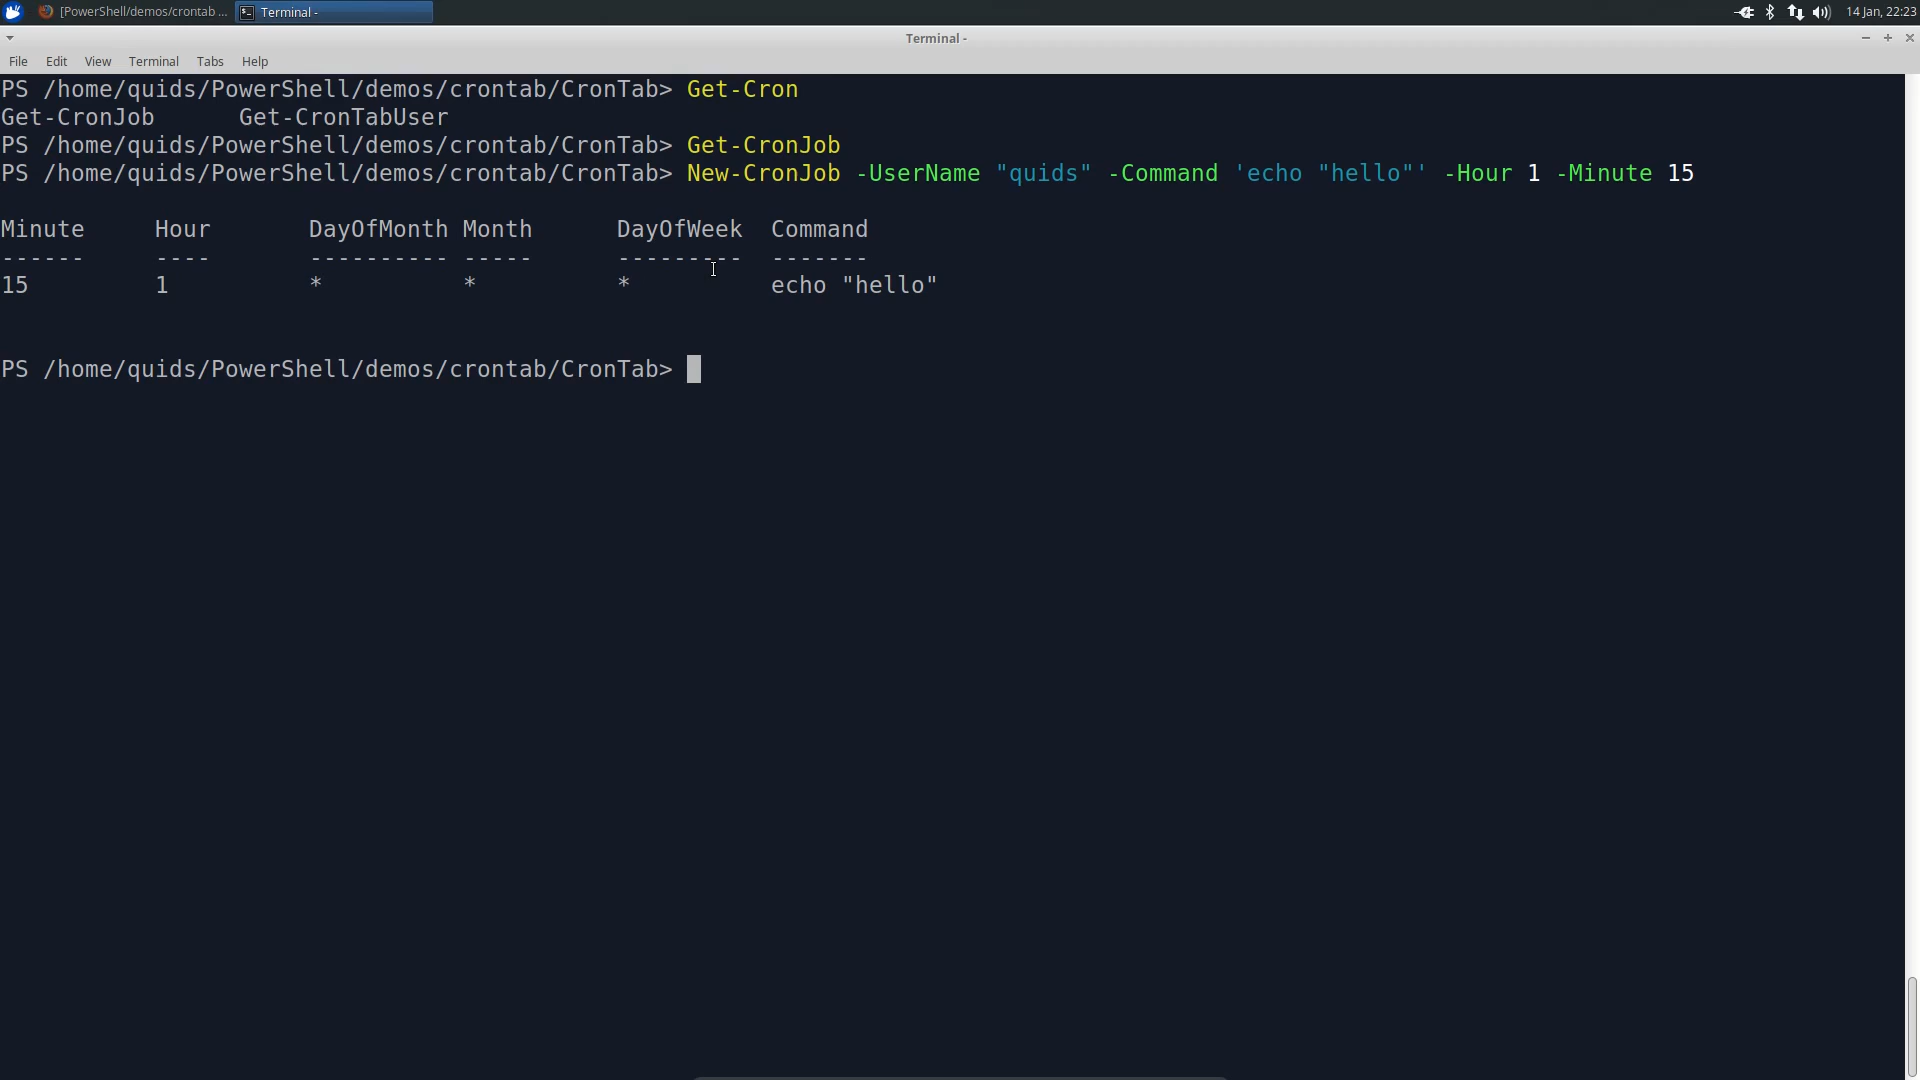 [PowerShell/demos/crontab ...
Terminal -
14 Jan, 22:23
Terminal -
File Edit View Terminal Tabs Help
PS /home/quids/PowerShell/demos/crontab/CronTab> Get-Cron
Get-CronJob      Get-CronTabUser
PS /home/quids/PowerShell/demos/crontab/CronTab> Get-CronJob
PS /home/quids/PowerShell/demos/crontab/CronTab> New-CronJob -UserName "quids" -Command 'echo "hello"' -Hour 1 -Minute 15
Minute     Hour       DayOfMonth Month      DayOfWeek  Command
------     ----       ---------- -----      ---------  -------
15         1          *          *          *          echo "hello"
PS /home/quids/PowerShell/demos/crontab/CronTab>